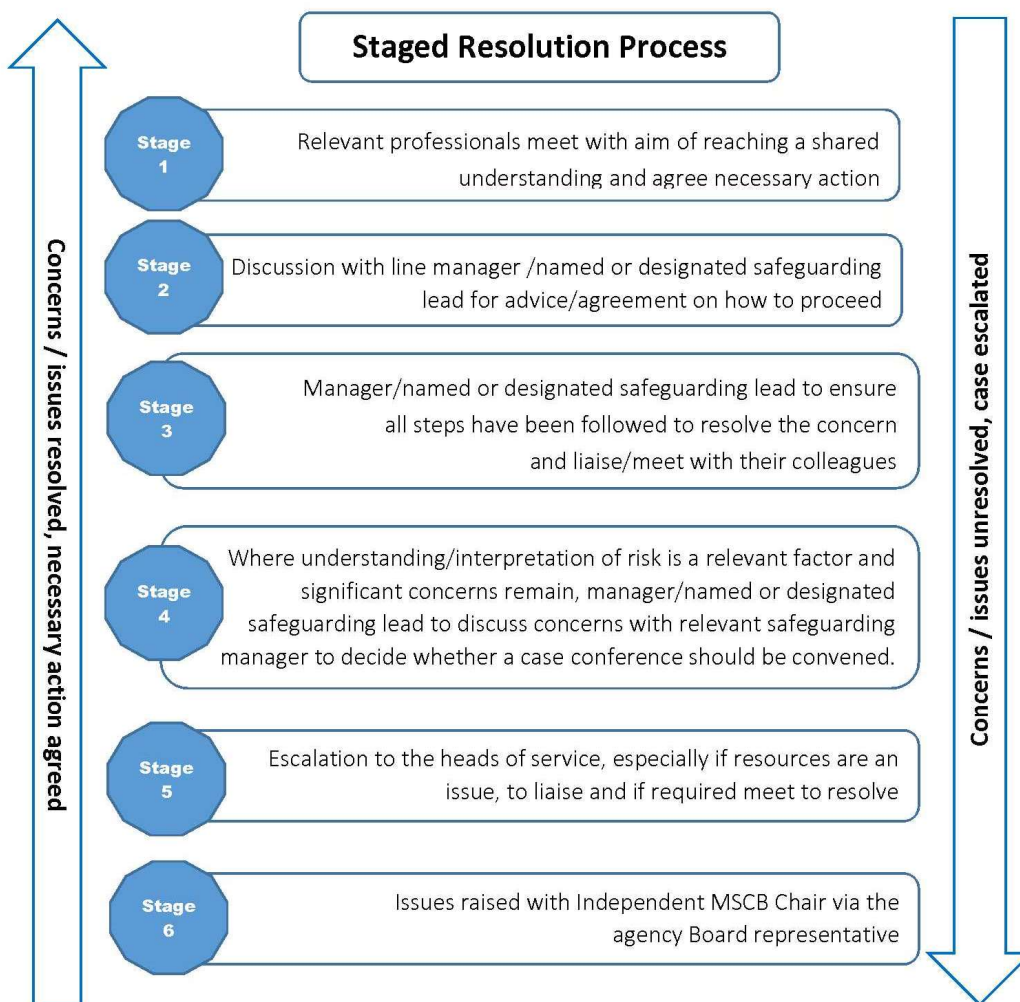 Staged Resolution Process
Stage
1
Relevant professionals meet with aim of reaching a shared
understanding and agree necessary action
Stage
2
Discussion with line manager /named or designated safeguarding
lead for advice/agreement on how to proceed
Stage
3
Manager/named or designated safeguarding lead to ensure
all steps have been followed to resolve the concern
and liaise/meet with their colleagues
Stage
4
Where understanding/interpretation of risk is a relevant factor and
significant concerns remain, manager/named or designated
safeguarding lead to discuss concerns with relevant safeguarding
manager to decide whether a case conference should be convened.
Stage
5
Escalation to the heads of service, especially if resources are an
issue, to liaise and if required meet to resolve
Stage
6
Issues raised with Independent MSCB Chair via the
agency Board representative
Concerns / issues resolved, necessary action agreed
Concerns / issues unresolved, case escalated